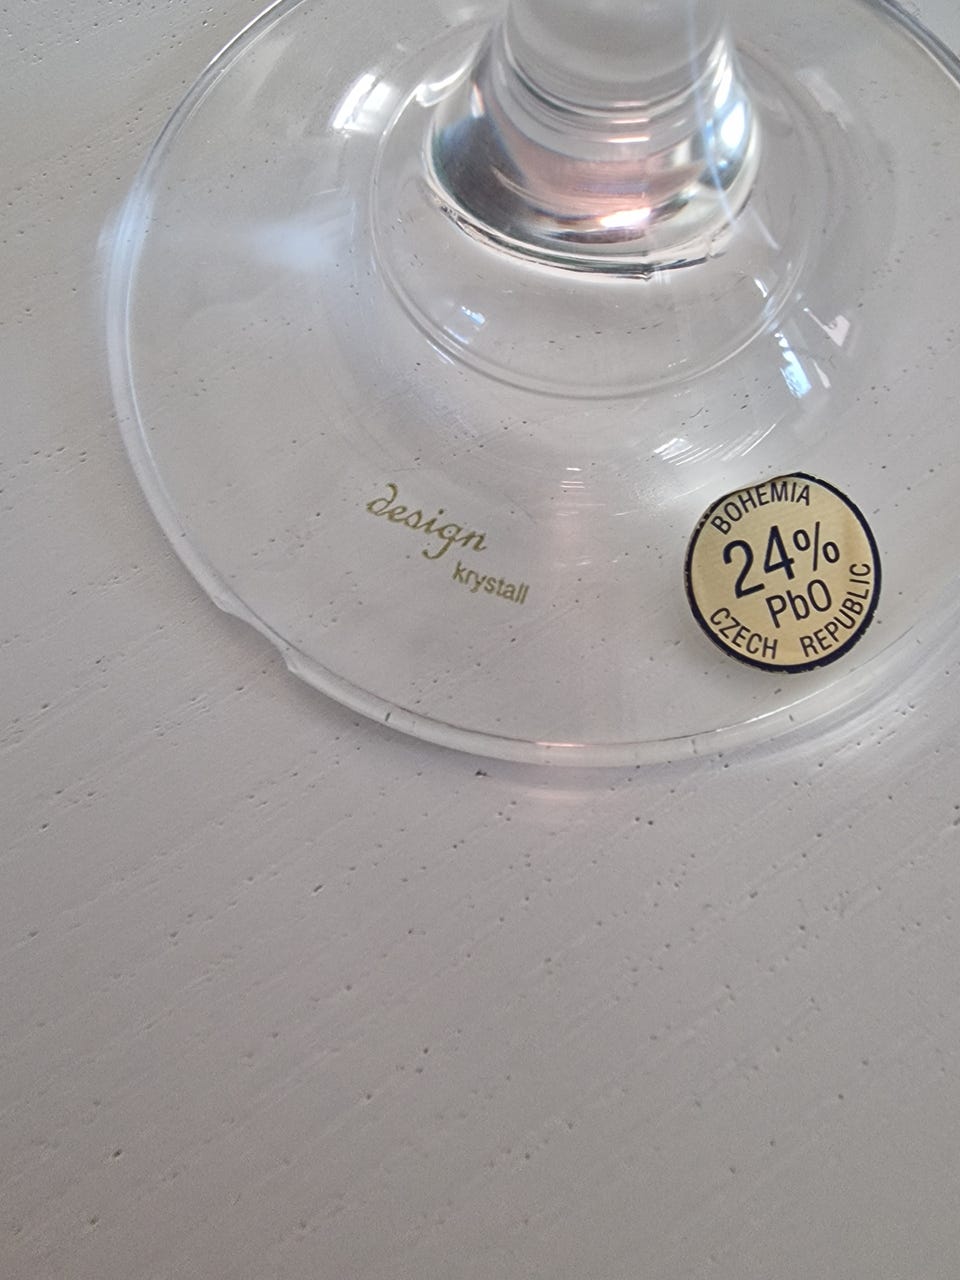 design
krystall
BOHEMIA
24%
PbO
CZECH REPUBLIC